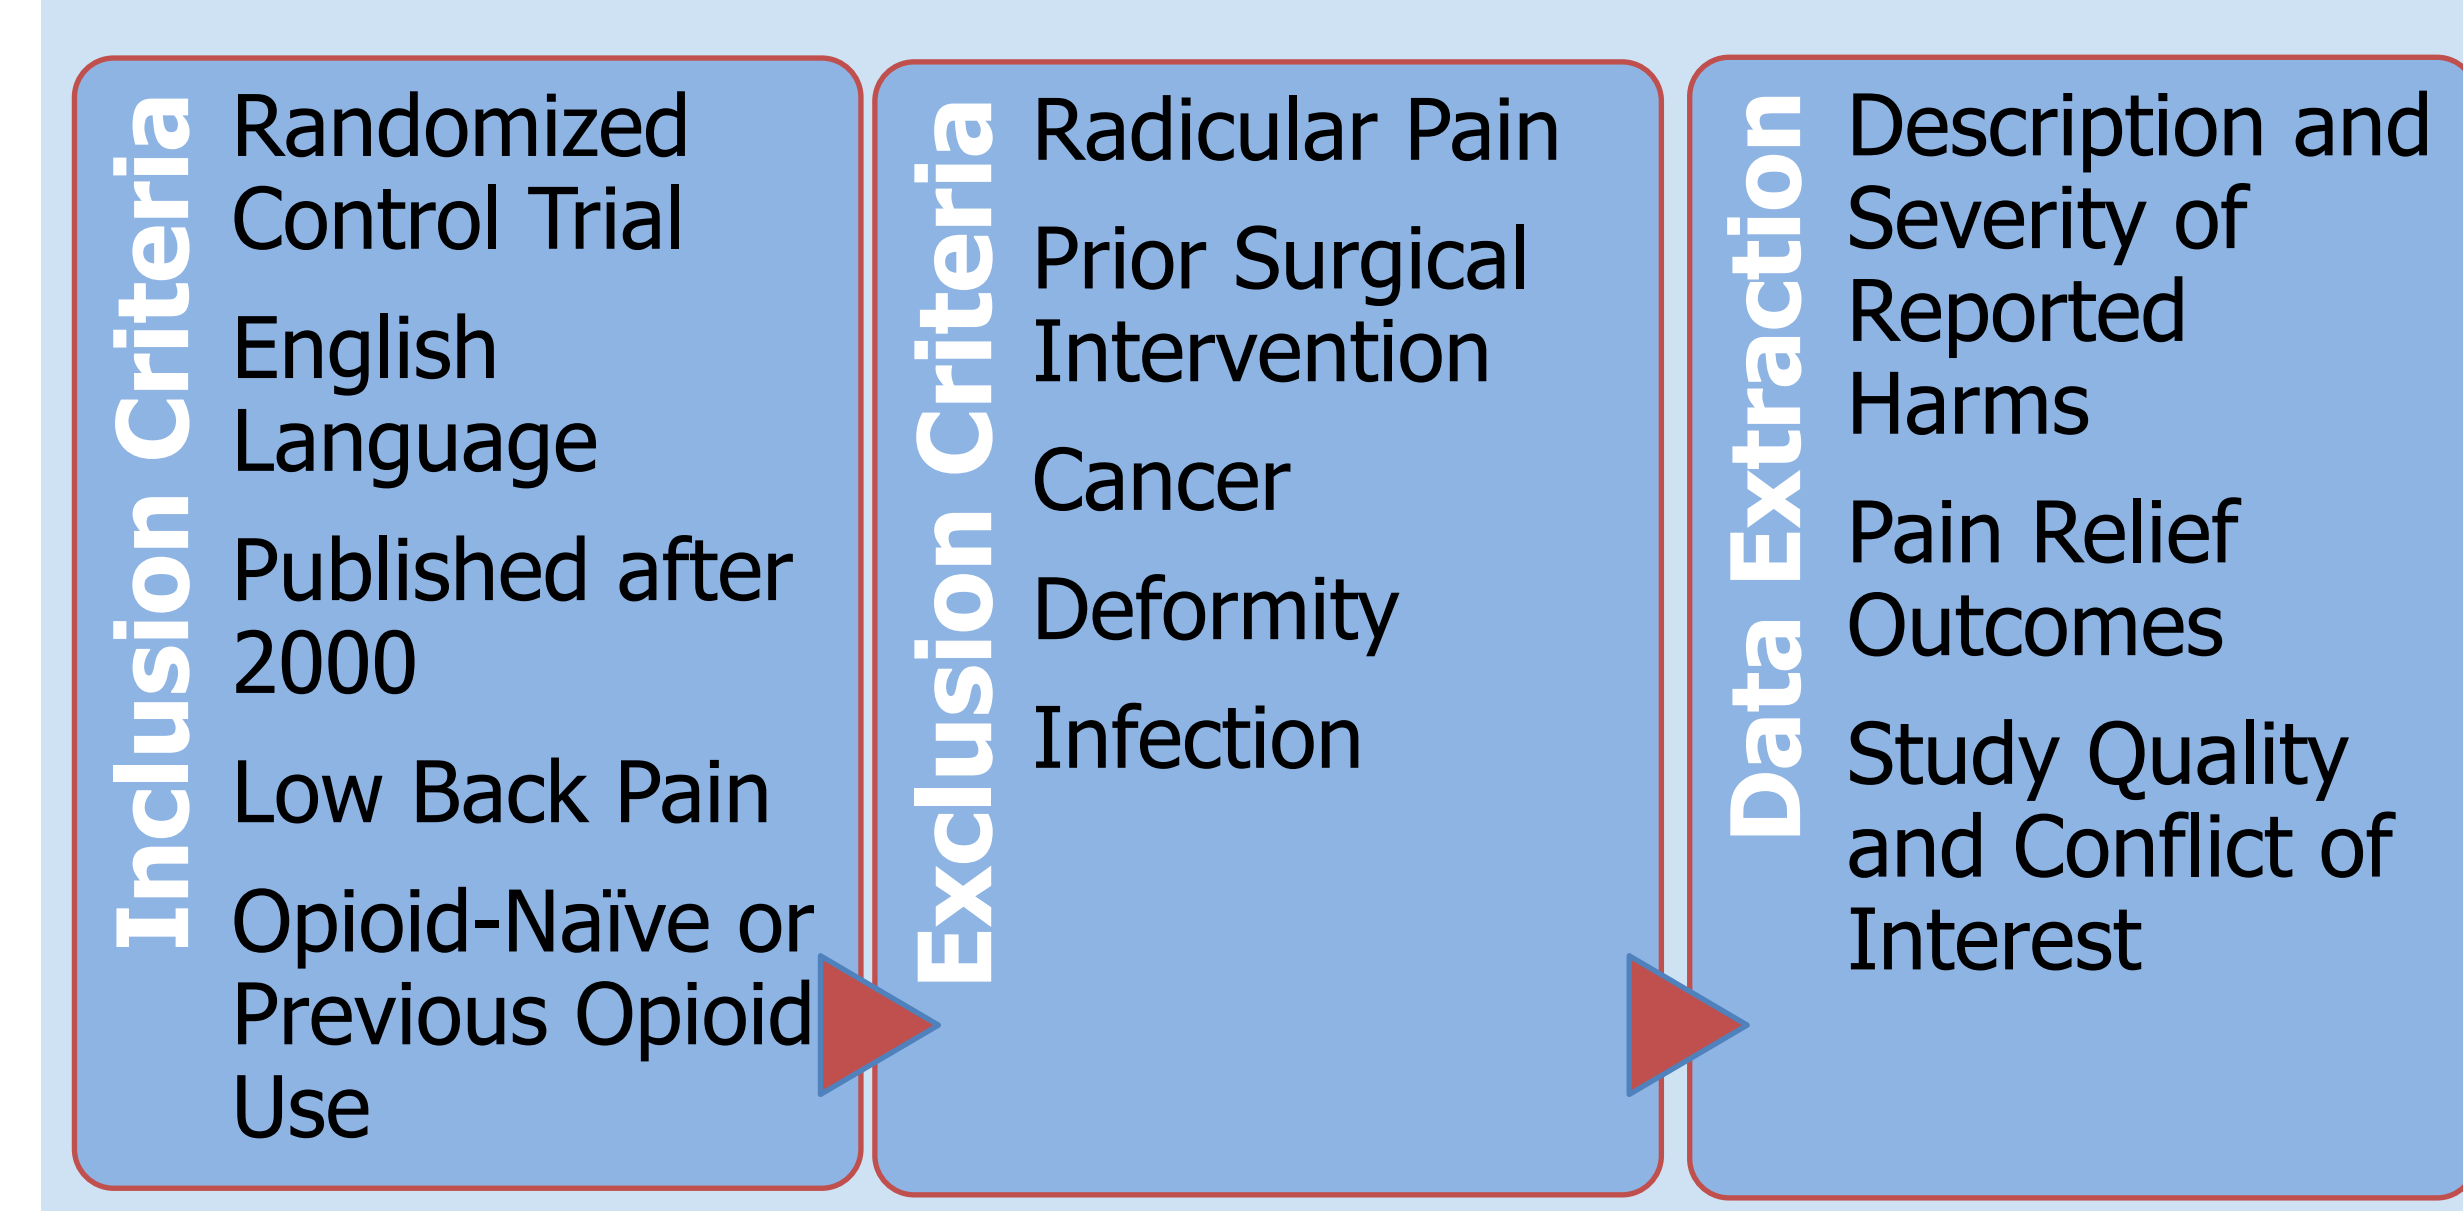 Inclusion Criteria
Randomized
Control Trial
English
Language
Published after
2000
Low Back Pain
Opioid-Naïve or
Previous Opioid
Use
Exclusion Criteria
Radicular Pain
Prior Surgical
Intervention
Cancer
Deformity
Infection
Data Extraction
Description and
Severity of
Reported
Harms
Pain Relief
Outcomes
Study Quality
and Conflict of
Interest